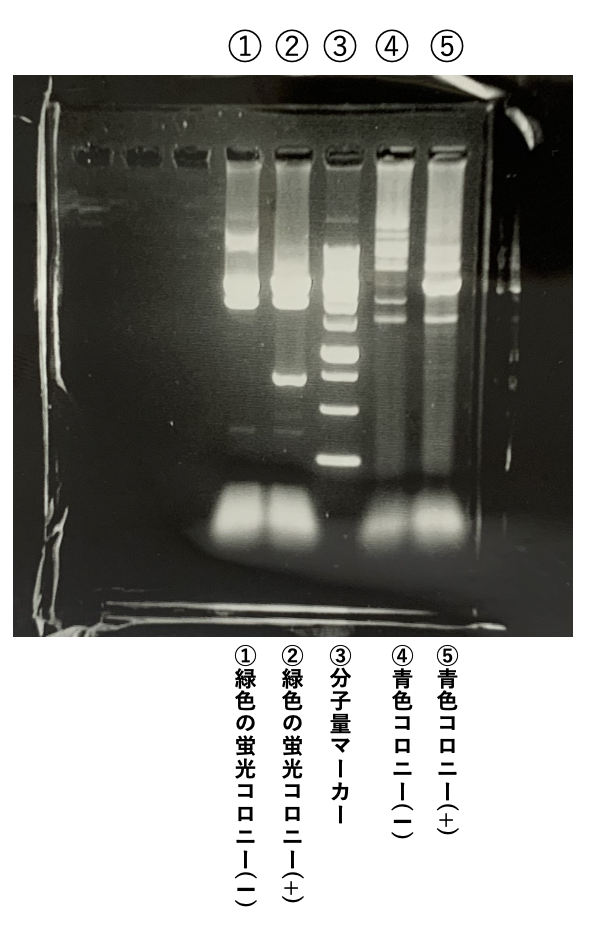 ① ② ③ ④ ⑤
①緑色の蛍光コロニー(ー)
②緑色の蛍光コロニー(+)
③分子量マーカー
④青色コロニー(ー)
⑤青色コロニー(+)